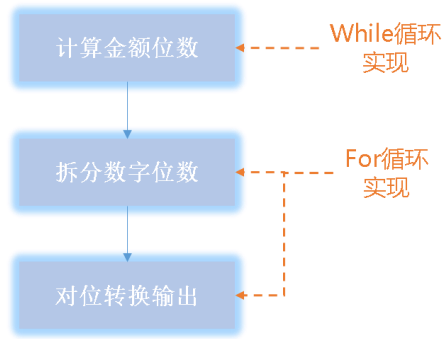 计算金额位数
While循环
实现
拆分数字位数
For循环
实现
对位转换输出